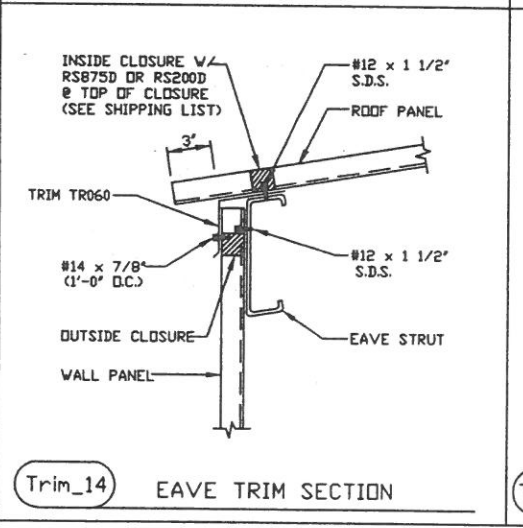 INSIDE CLOSURE W/
RS875D OR RS200D
@ TOP OF CLOSURE
(SEE SHIPPING LIST)
#12 x 1 1/2"
S.D.S.
ROOF PANEL
3"
TRIM TR060
#14 x 7/8"
(1'-0" O.C.)
#12 x 1 1/2"
S.D.S.
OUTSIDE CLOSURE
EAVE STRUT
WALL PANEL
Trim_14
EAVE TRIM SECTION